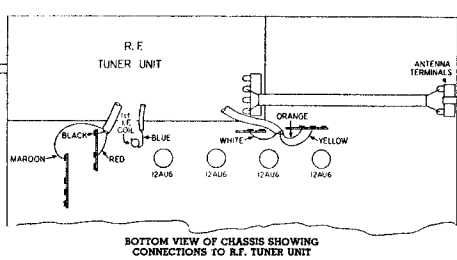 R.F.
TUNER UNIT
ANTENNA
TERMINALS
1st
I.F.
COIL
ORANGE
BLACK
BLUE
WHITE
YELLOW
MAROON
RED
12AU6
12AU6
12AU6
12AU6
BOTTOM VIEW OF CHASSIS SHOWING
CONNECTIONS TO R.F. TUNER UNIT